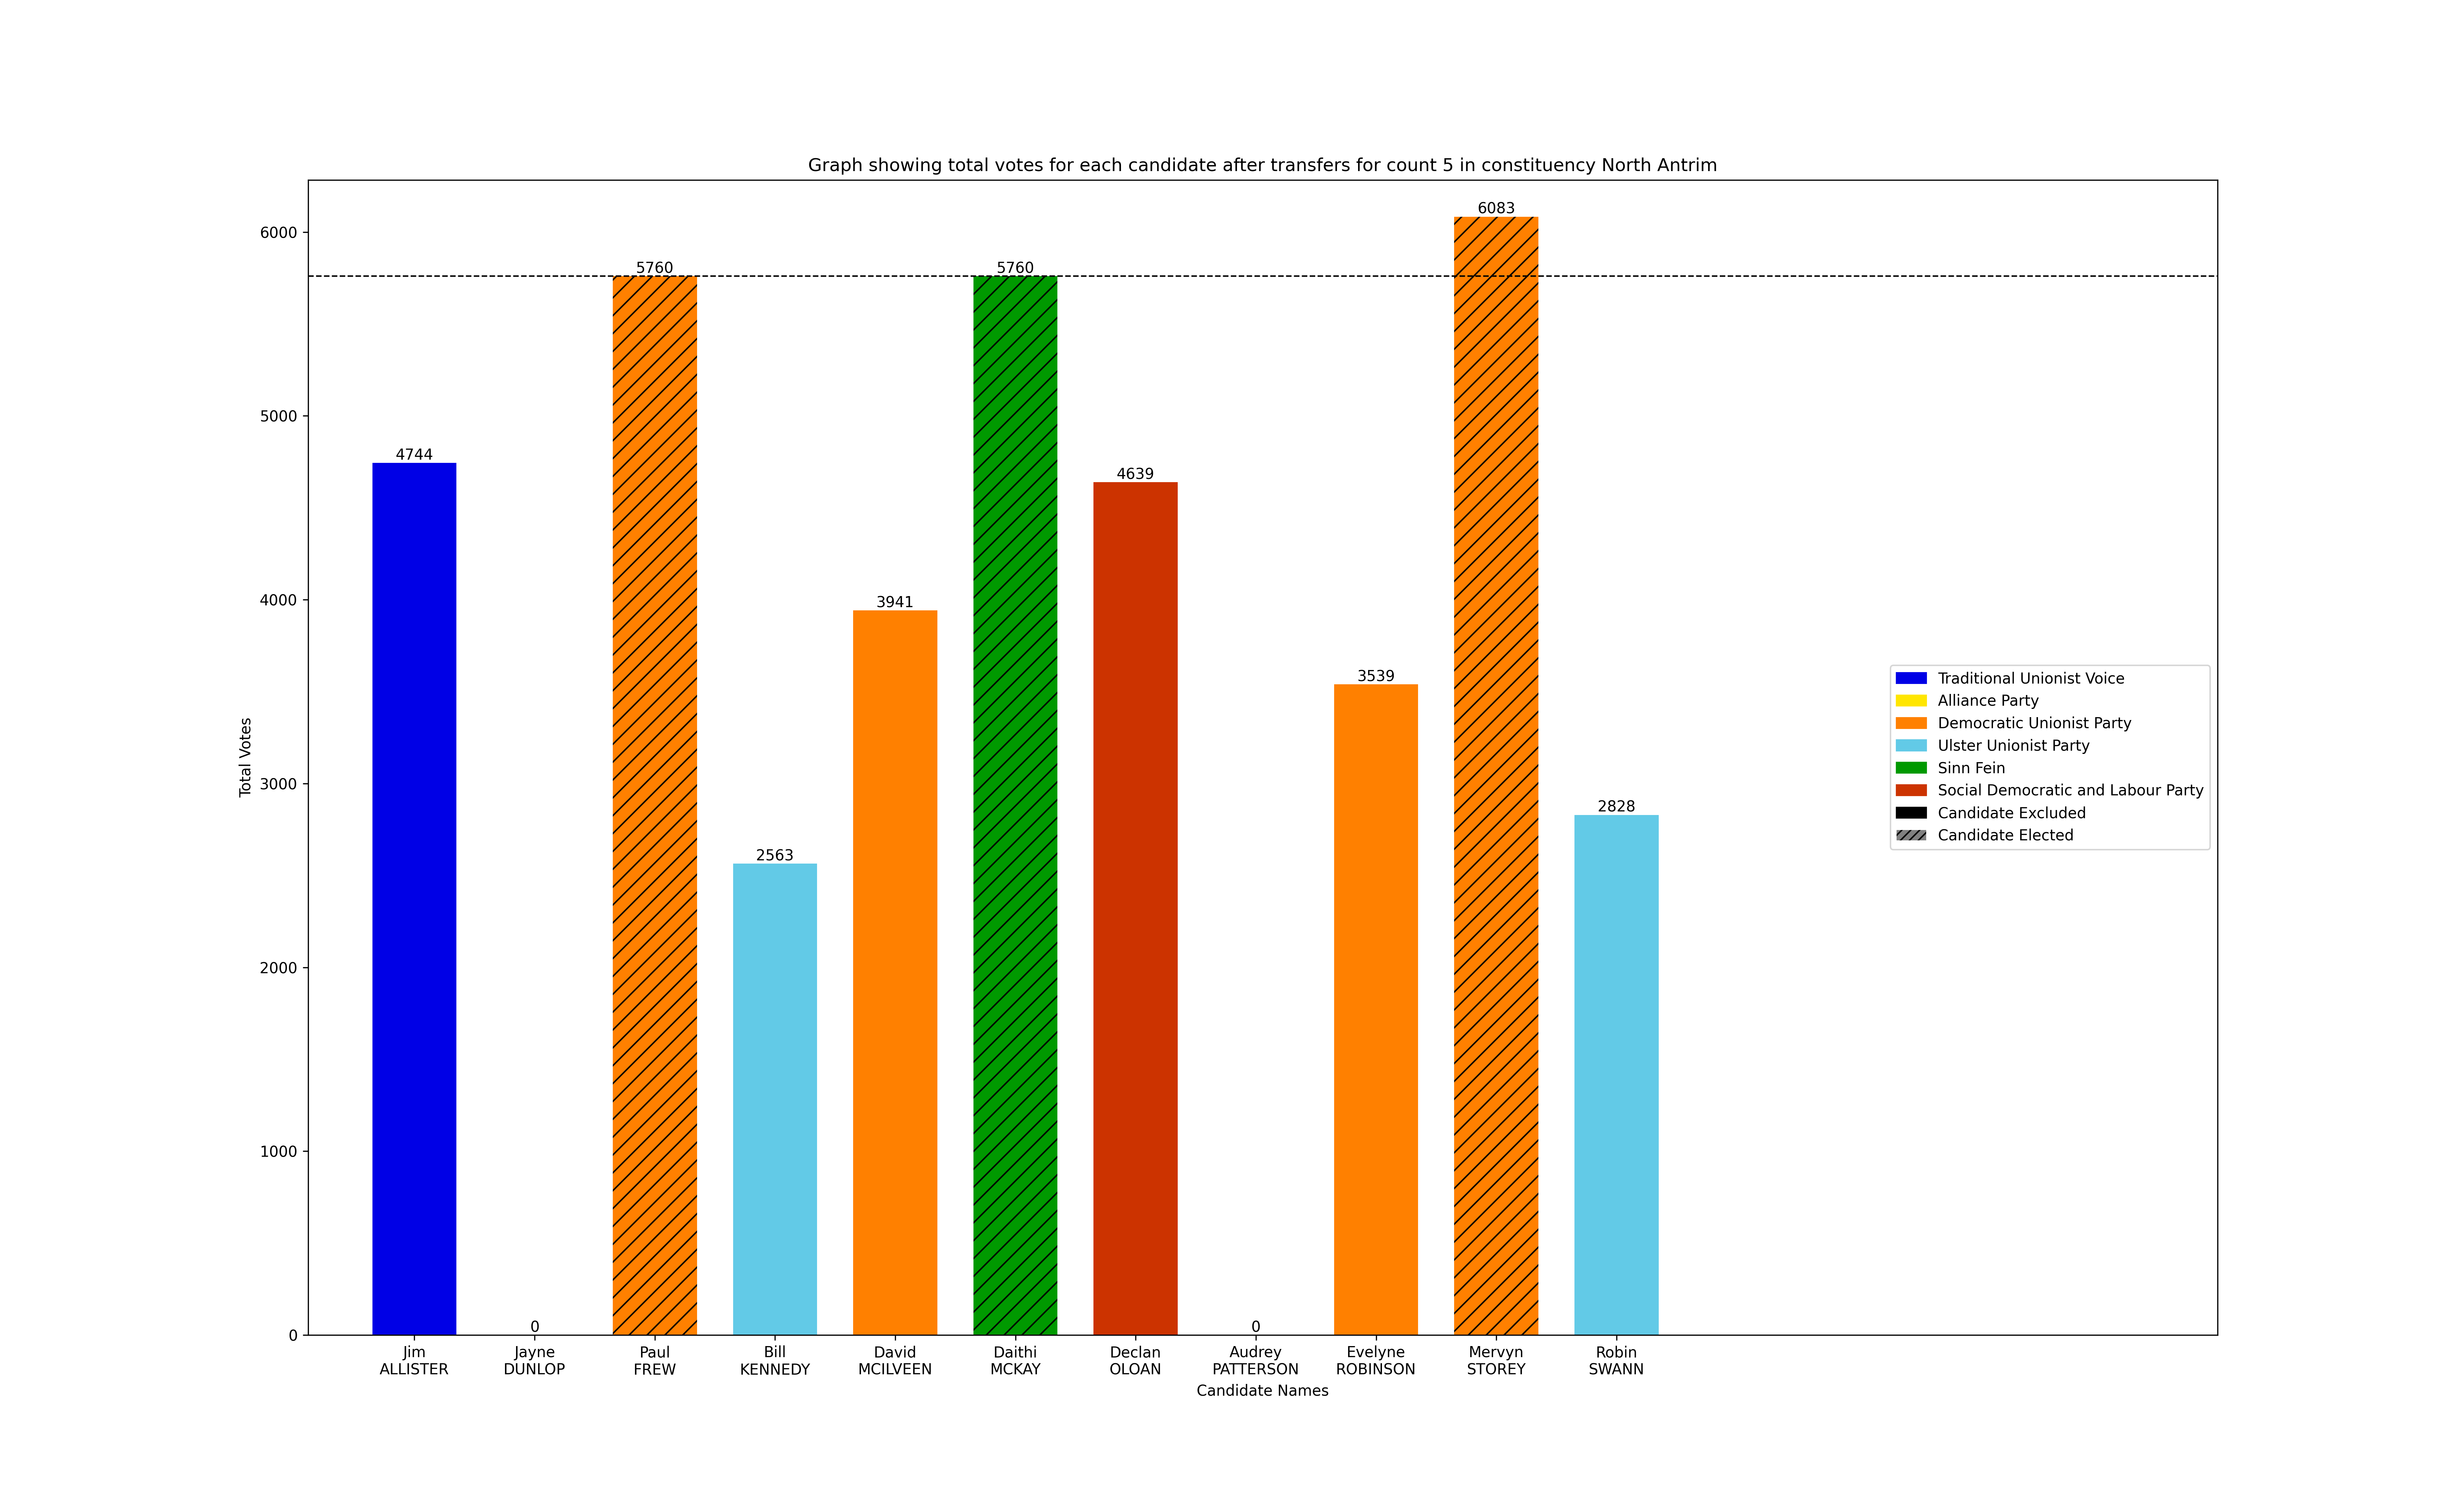 Graph showing total votes for each candidate after transfers for count 5 in constituency North Antrim
Total Votes
6000
5000
4000
3000
2000
1000
0
4744
0
5760
2563
3941
5760
4639
0
3539
6083
2828
Jim
ALLISTER
Jayne
DUNLOP
Paul
FREW
Bill
KENNEDY
David
MCILVEEN
Daithi
MCKAY
Declan
OLOAN
Audrey
PATTERSON
Evelyne
ROBINSON
Mervyn
STOREY
Robin
SWANN
Candidate Names
Traditional Unionist Voice
Alliance Party
Democratic Unionist Party
Ulster Unionist Party
Sinn Fein
Social Democratic and Labour Party
Candidate Excluded
Candidate Elected